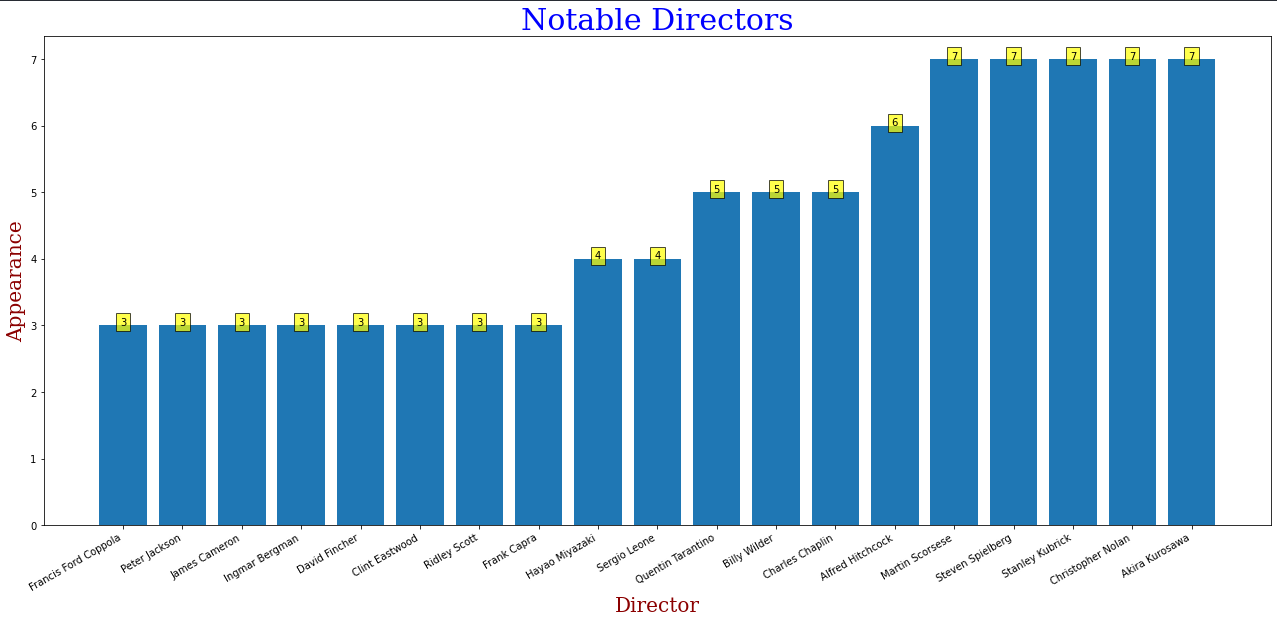 Notable Directors
Appearance
7
6
5
4
3
2
1
0
3
3
3
3
3
3
3
3
4
4
5
5
5
6
7
7
7
7
7
Francis Ford Coppola
Peter Jackson
James Cameron
Ingmar Bergman
David Fincher
Clint Eastwood
Ridley Scott
Frank Capra
Hayao Miyazaki
Sergio Leone
Quentin Tarantino
Billy Wilder
Charles Chaplin
Alfred Hitchcock
Martin Scorsese
Steven Spielberg
Stanley Kubrick
Christopher Nolan
Akira Kurosawa
Director